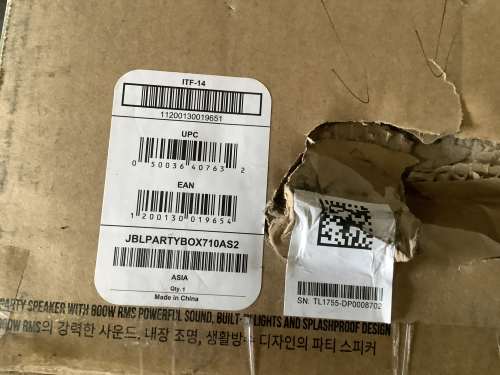 ITF-14
11200130019651
UPC
0 50036 40763 2
EAN
1 200130 019654
JBLPARTYBOX710AS2
ASIA
Qty. 1
Made in China
SN: TL1755-DP0008702
PARTY SPEAKER WITH 800W RMS POWERFUL SOUND, BUILT-IN LIGHTS AND SPLASHPROOF DESIGN
800W RMS의 강력한 사운드, 내장 조명, 생활방수 디자인의 파티 스피커